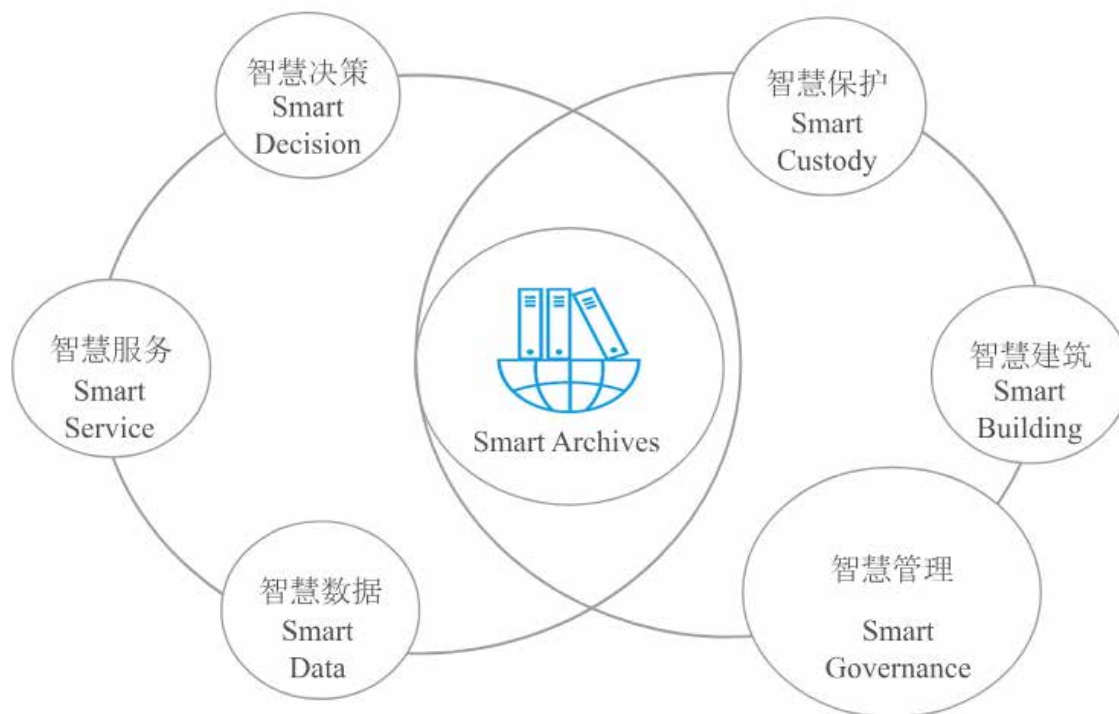 智慧决策
Smart
Decision
智慧保护
Smart
Custody
智慧服务
Smart
Service
Smart Archives
智慧建筑
Smart
Building
智慧数据
Smart
Data
智慧管理
Smart
Governance